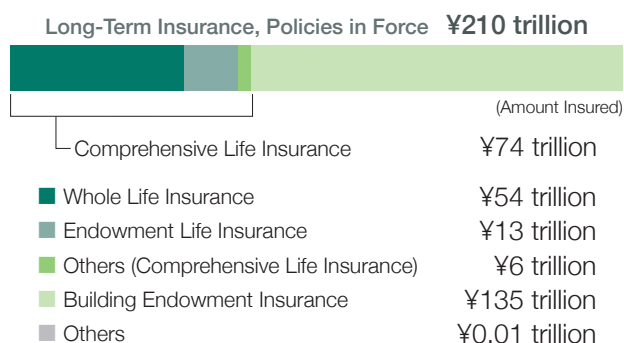 Long-Term Insurance, Policies in Force ¥210 trillion
(Amount Insured)
Comprehensive Life Insurance ¥74 trillion
Whole Life Insurance ¥54 trillion
Endowment Life Insurance ¥13 trillion
Others (Comprehensive Life Insurance) ¥6 trillion
Building Endowment Insurance ¥135 trillion
Others ¥0.01 trillion